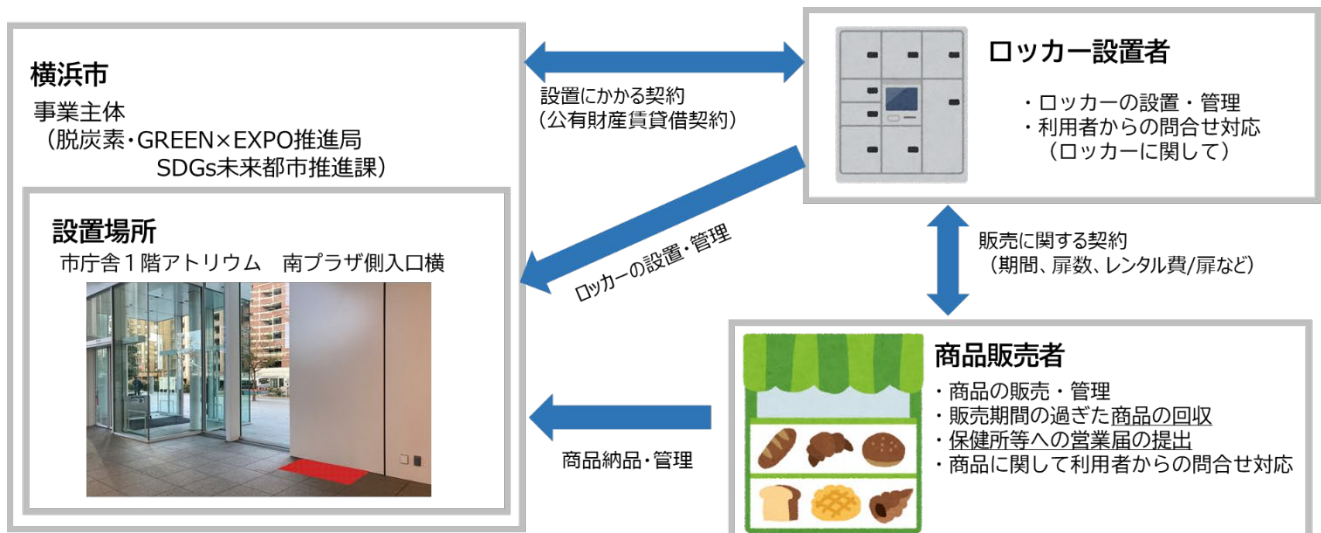 横浜市
事業主体
（脱炭素・GREEN×EXPO推進局
SDGs未来都市推進課）
設置場所
市庁舎１階アトリウム　南プラザ側入口横
設置にかかる契約
（公有財産賃貸借契約）
ロッカーの設置・管理
商品納品・管理
ロッカー設置者
・ロッカーの設置・管理
・利用者からの問合せ対応
（ロッカーに関して）
販売に関する契約
（期間、扉数、レンタル費/扉など）
商品販売者
・商品の販売・管理
・販売期間の過ぎた商品の回収
・保健所等への営業届の提出
・商品に関して利用者からの問合せ対応